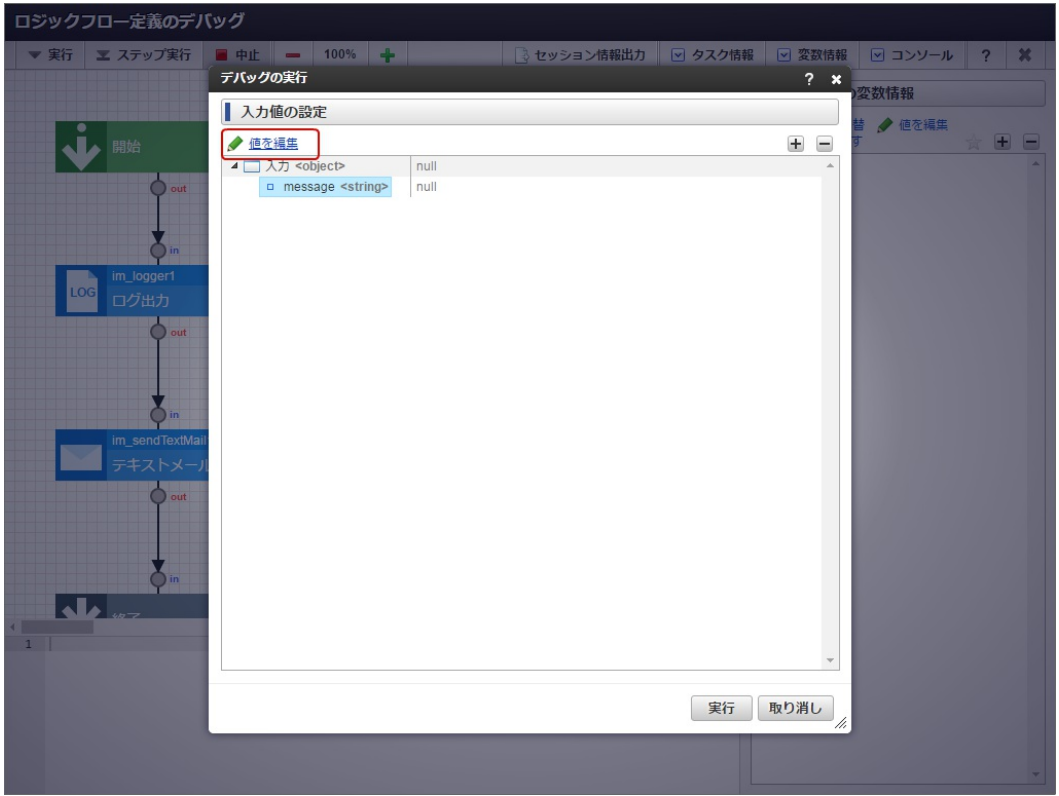 ロジックフロー定義のデバッグ
実行 ステップ実行 中止 100% セッション情報出力 タスク情報 変数情報 コンソール ?
デバッグの実行 ?
入力値の設定
値を編集
入力 <object> null
message <string> null
実行 取り消し
変数情報
替 値を編集
す
開始
out
in
im_logger1
LOG
ログ出力
out
in
im_sendTextMail
テキストメール
out
in
終了
1